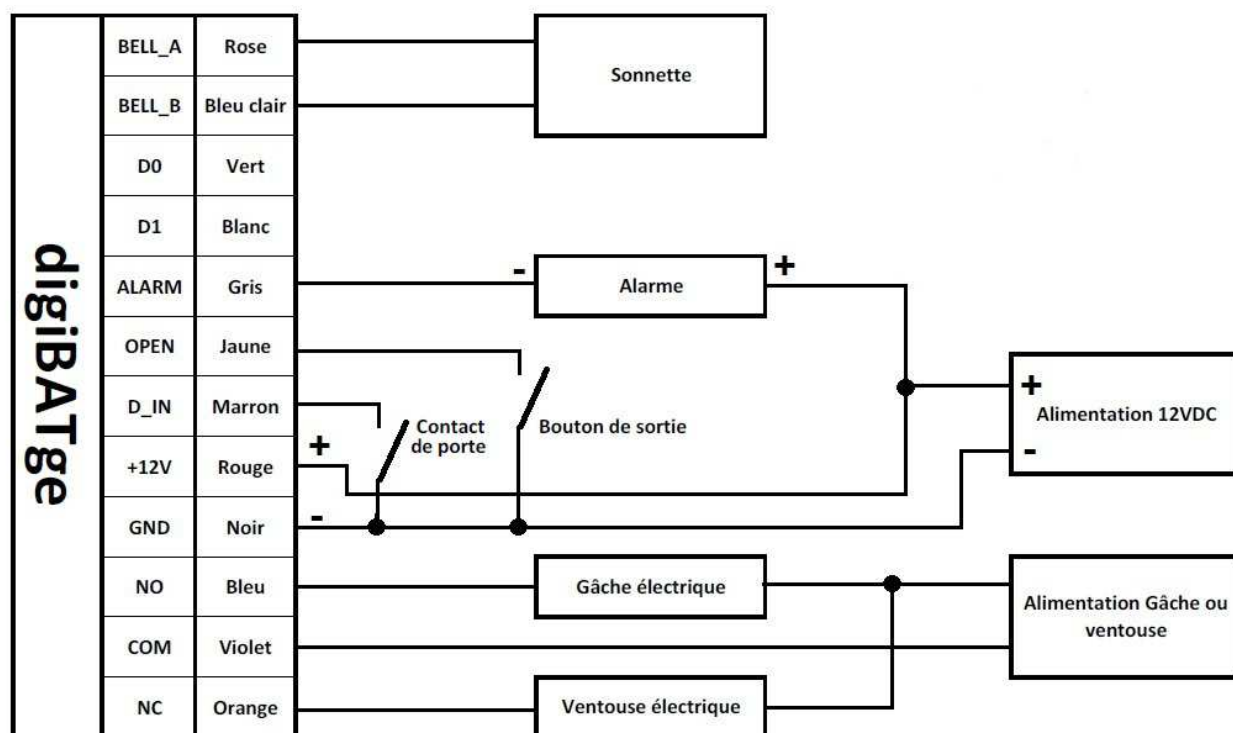 digiBATge
BELL_A Rose
Sonnette
BELL_B Bleu clair
D0 Vert
D1 Blanc
ALARM Gris
- Alarme +
OPEN Jaune
D_IN Marron
Contact
de porte
Bouton de sortie
+
Alimentation 12VDC
-
+12V Rouge +
GND Noir -
NO Bleu
Gâche électrique
Alimentation Gâche ou
ventouse
COM Violet
NC Orange
Ventouse électrique